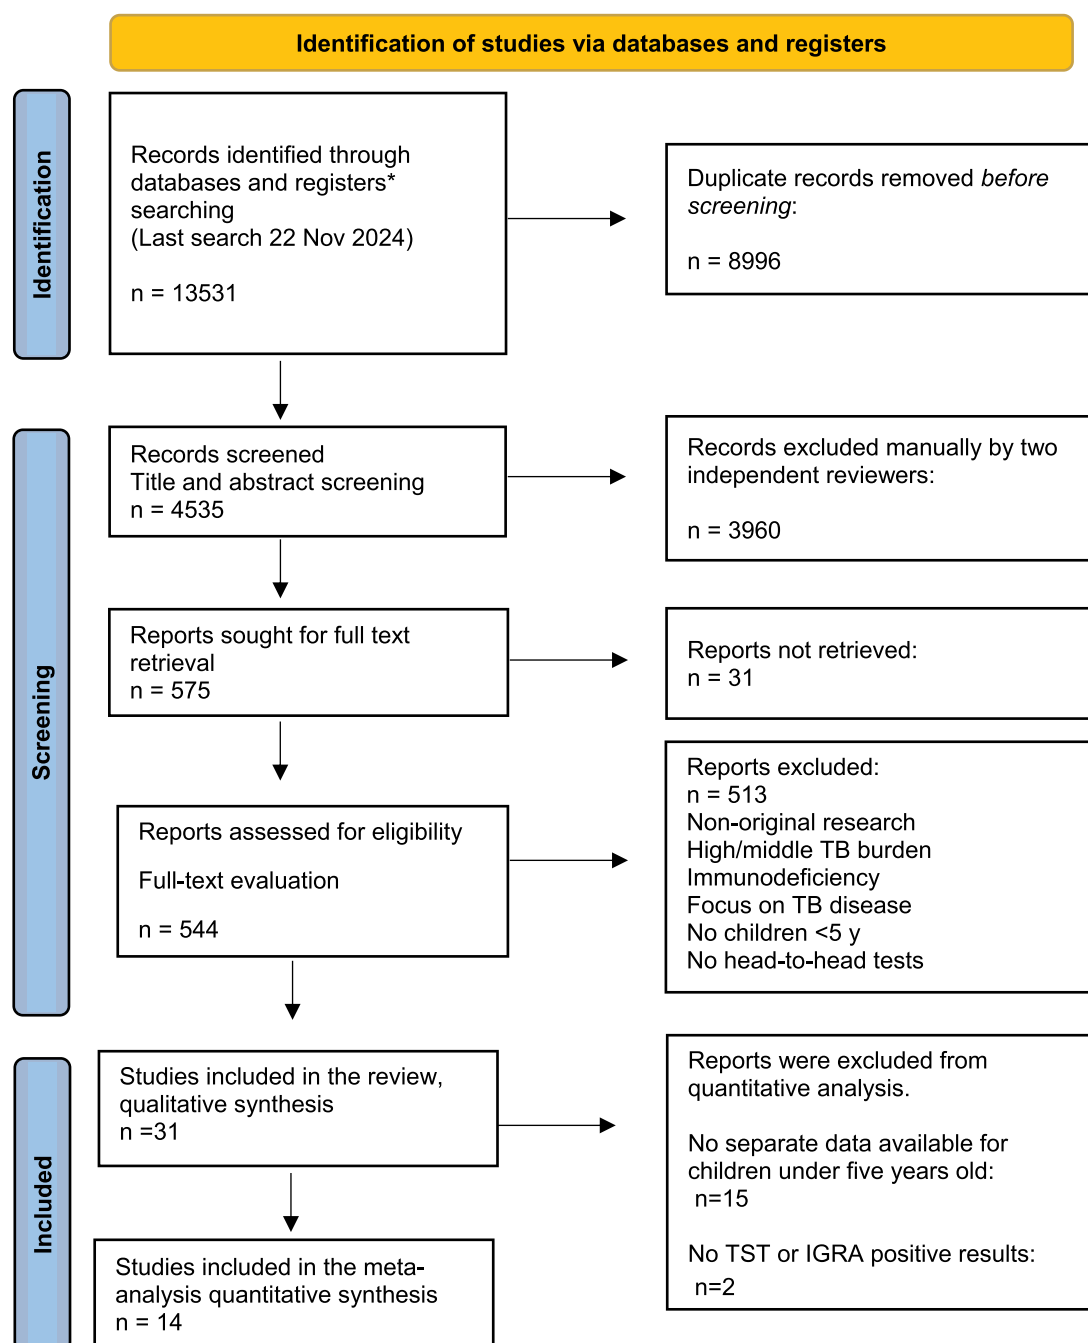 Identification of studies via databases and registers
Identification
Records identified through
databases and registers*
searching
(Last search 22 Nov 2024)
n = 13531
Duplicate records removed before
screening:
n = 8996
Screening
Records screened
Title and abstract screening
n = 4535
Records excluded manually by two
independent reviewers:
n = 3960
Reports sought for full text
retrieval
n = 575
Reports not retrieved:
n = 31
Reports assessed for eligibility
Full-text evaluation
n = 544
Reports excluded:
n = 513
Non-original research
High/middle TB burden
Immunodeficiency
Focus on TB disease
No children <5 y
No head-to-head tests
Included
Studies included in the review,
qualitative synthesis
n =31
Reports were excluded from
quantitative analysis.
No separate data available for
children under five years old:
n=15
No TST or IGRA positive results:
n=2
Studies included in the meta-
analysis quantitative synthesis
n = 14